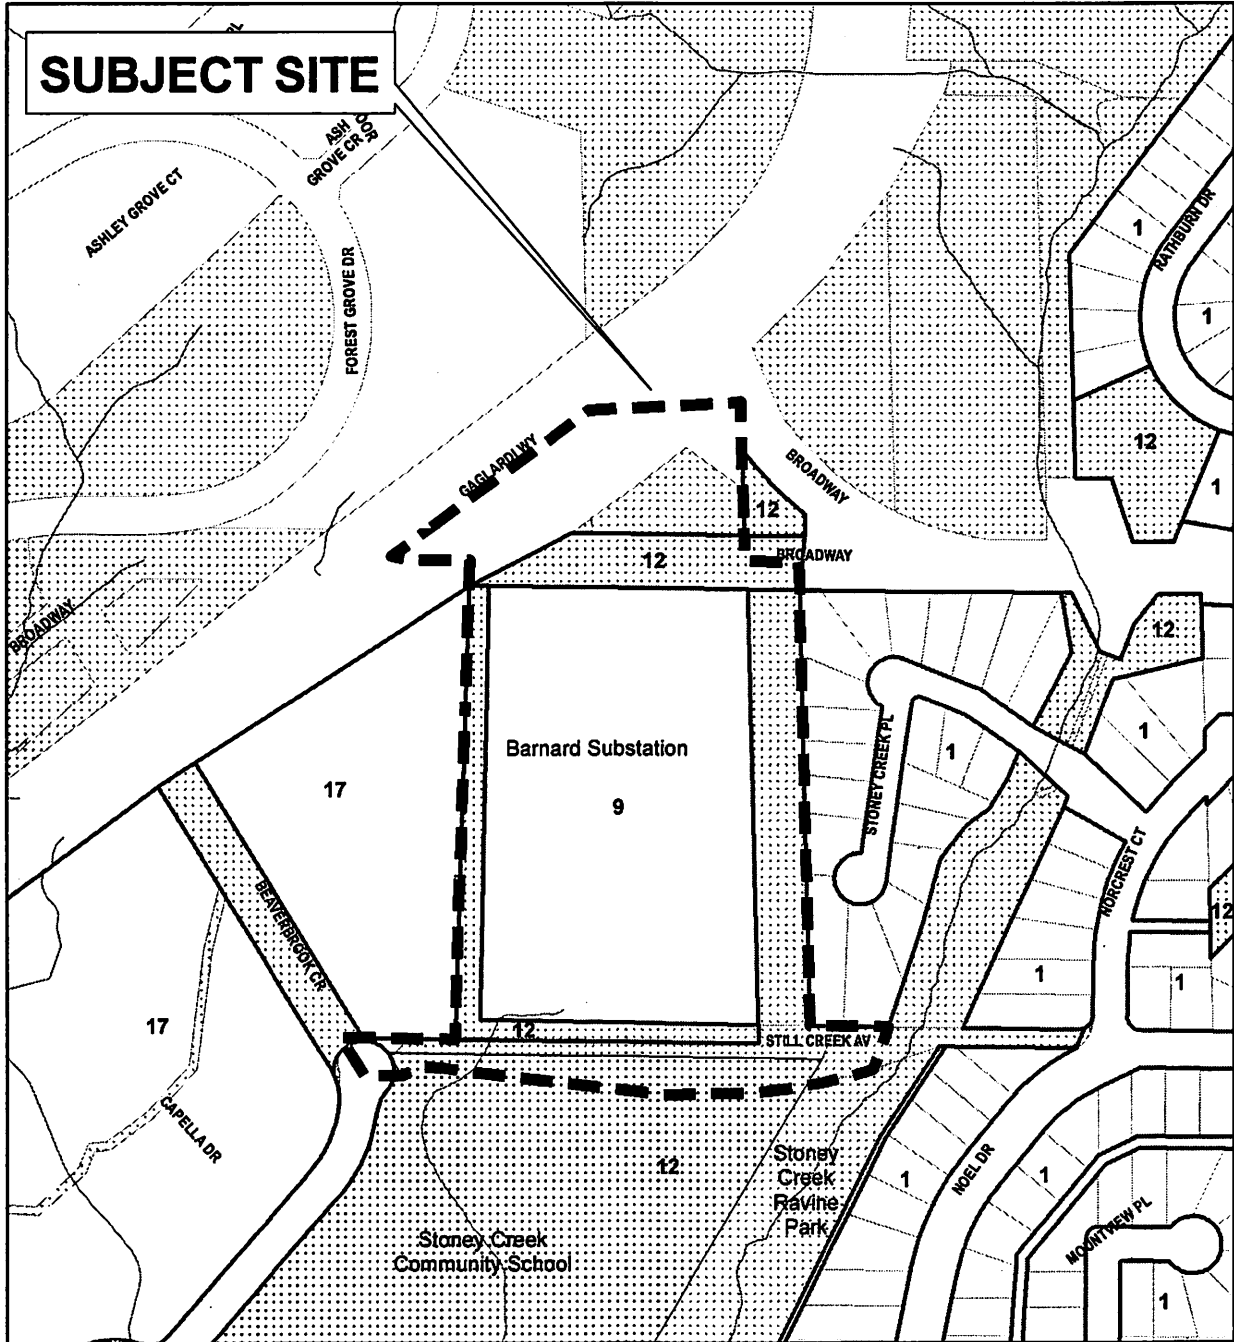 PL
SUBJECT SITE
ASH
GROVE CR
OOR
ASHLEY GROVE CT
FOREST GROVE DR
RATHBURN DR
1
1
12
1
GAGLARDI WY
BROADWAY
12
12
BROADWAY
BROADWAY
12
Barnard Substation
9
17
STONEY CREEK PL
1
1
NORCREST CT
12
BEAVERBROOK CR
1
1
17
12
STILL CREEK AV
CAPELLA DR
12
Stoney
Creek
Ravine
Park
1
NOEL DR
1
MOUNTVIEW PL
Stoney Creek
Community School
1